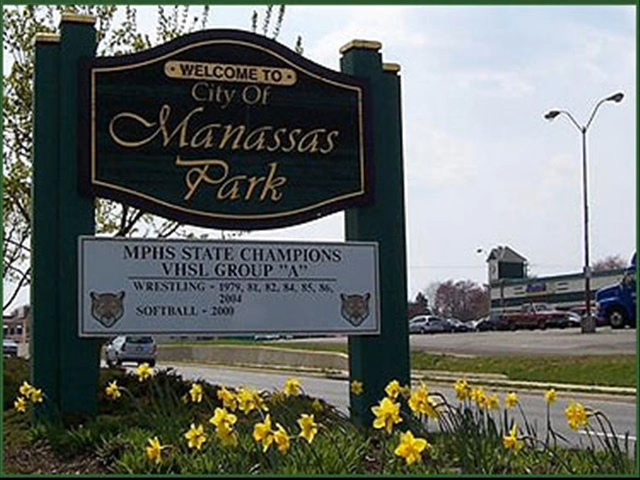 WELCOME TO
City Of
Manassas
Park
MPHS STATE CHAMPIONS
VHSL GROUP "A"
WRESTLING - 1979, 81, 82, 84, 85, 86,
2004
SOFTBALL - 2000